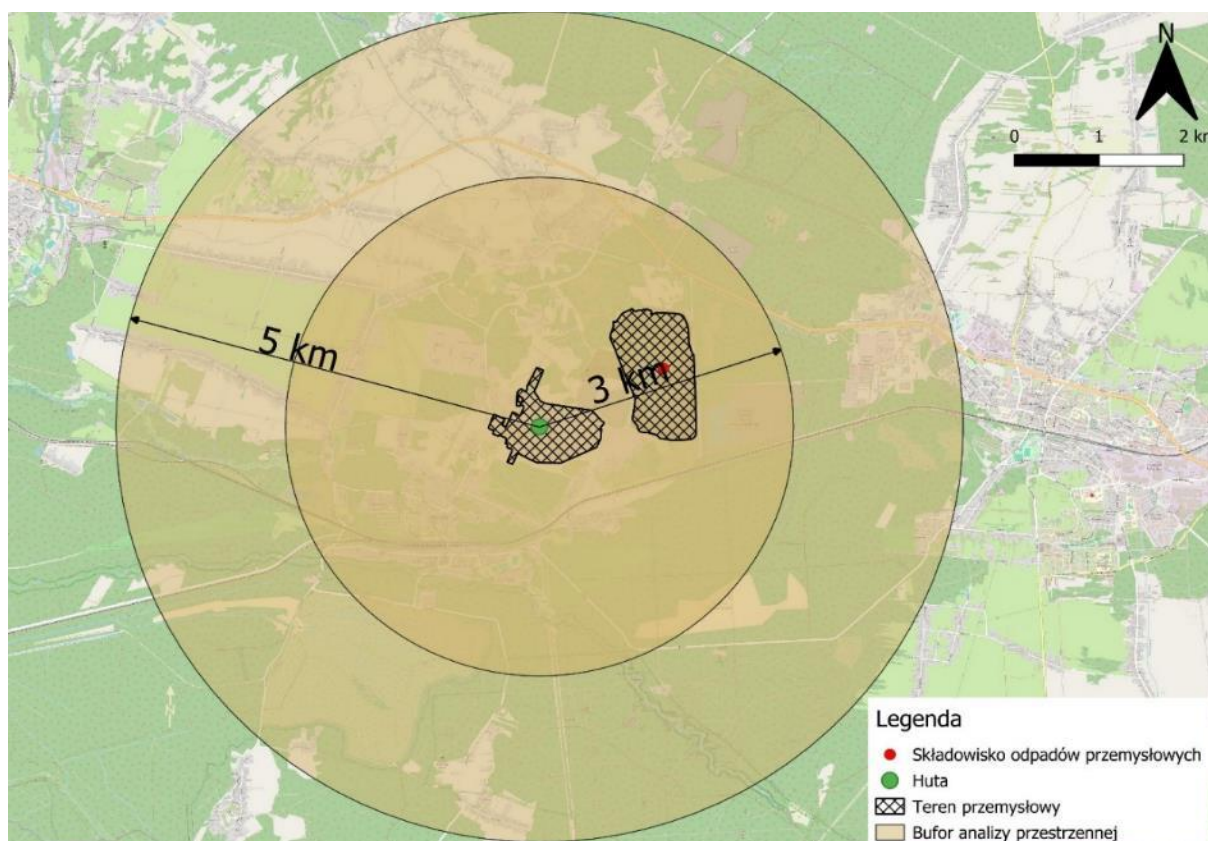 N
0 1 2 km
5 km
3 km
Legenda
Składowisko odpadów przemysłowych
Huta
Teren przemysłowy
Bufor analizy przestrzennej